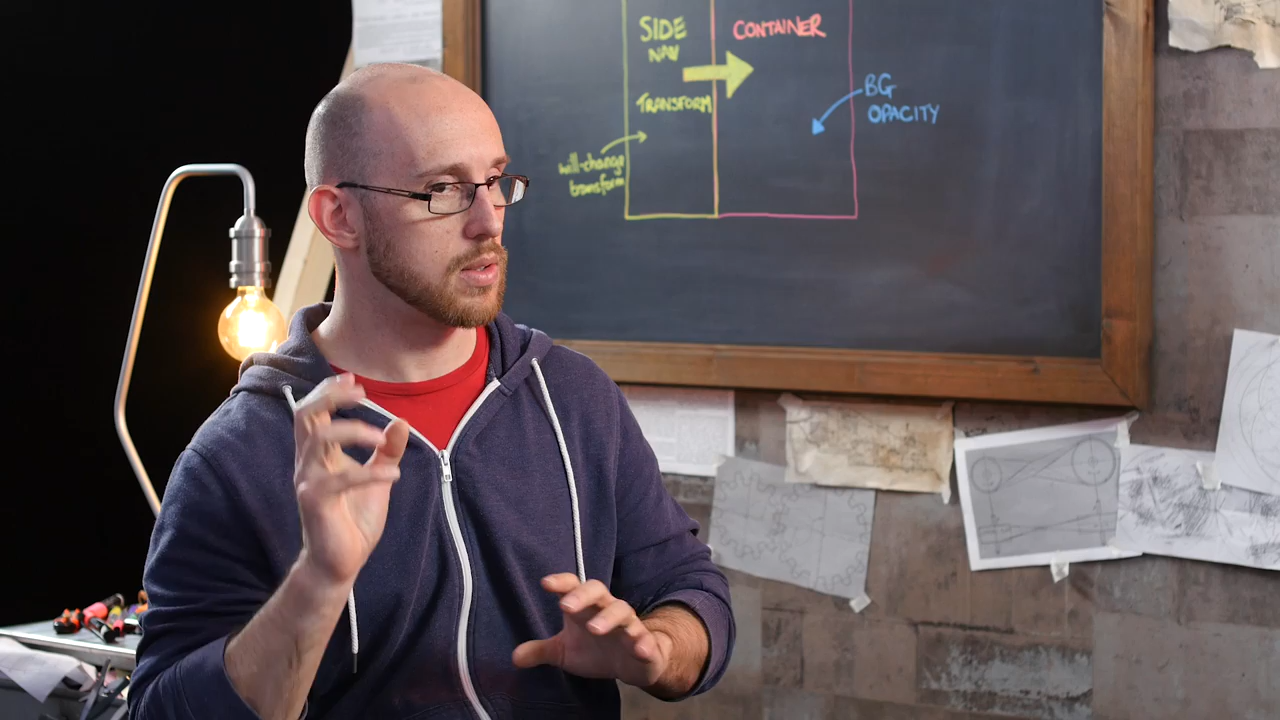 SIDE
NAV
CONTAINER
TRANSFORM
BG
OPACITY
will-change
transform